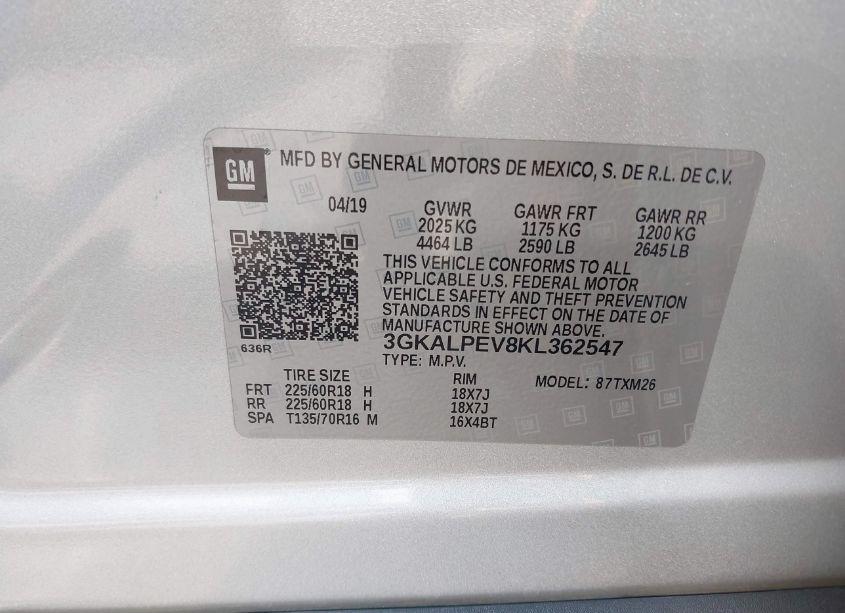 GM ® MFD BY GENERAL MOTORS DE MEXICO, S. DE R.L. DE C.V.
04/19 GVWR GAWR FRT GAWR RR
2025 KG 1175 KG 1200 KG
4464 LB 2590 LB 2645 LB
THIS VEHICLE CONFORMS TO ALL
APPLICABLE U.S. FEDERAL MOTOR
VEHICLE SAFETY AND THEFT PREVENTION
STANDARDS IN EFFECT ON THE DATE OF
MANUFACTURE SHOWN ABOVE.
636R
3GKALPEV8KL362547
TYPE: M.P.V.
TIRE SIZE RIM MODEL: 87TXM26
FRT 225/60R18 H 18X7J
RR 225/60R18 H 18X7J
SPA T135/70R16 M 16X4BT